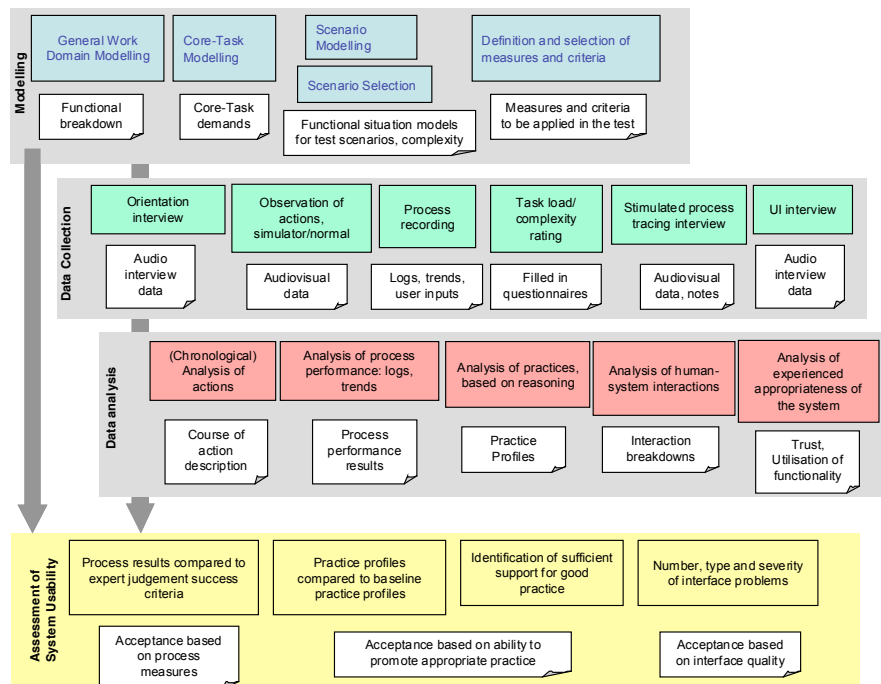 Modelling
General Work
Domain Modelling
Core-Task
Modelling
Scenario
Modelling
Scenario Selection
Definition and selection of
measures and criteria
Functional
breakdown
Core-Task
demands
Functional situation models
for test scenarios, complexity
Measures and criteria
to be applied in the test
Data Collection
Orientation
interview
Observation of
actions,
simulator/normal
Process
recording
Task load/
complexity
rating
Stimulated process
tracing interview
UI interview
Audio
interview
data
Audiovisual
data
Logs, trends,
user inputs
Filled in
questionnaires
Audiovisual
data, notes
Audio
interview
data
Data analysis
(Chronological)
Analysis of
actions
Analysis of process
performance: logs,
trends
Analysis of practices,
based on reasoning
Analysis of human-
system interactions
Analysis of
experienced
appropriateness of
the system
Course of
action
description
Process
performance
results
Practice
Profiles
Interaction
breakdowns
Trust,
Utilisation of
functionality
Assessment of
System Usability
Process results compared to
expert judgement success
criteria
Practice profiles
compared to baseline
practice profiles
Identification of sufficient
support for good
practice
Number, type and severity
of interface problems
Acceptance based
on process
measures
Acceptance based on ability to
promote appropriate practice
Acceptance based
on interface quality